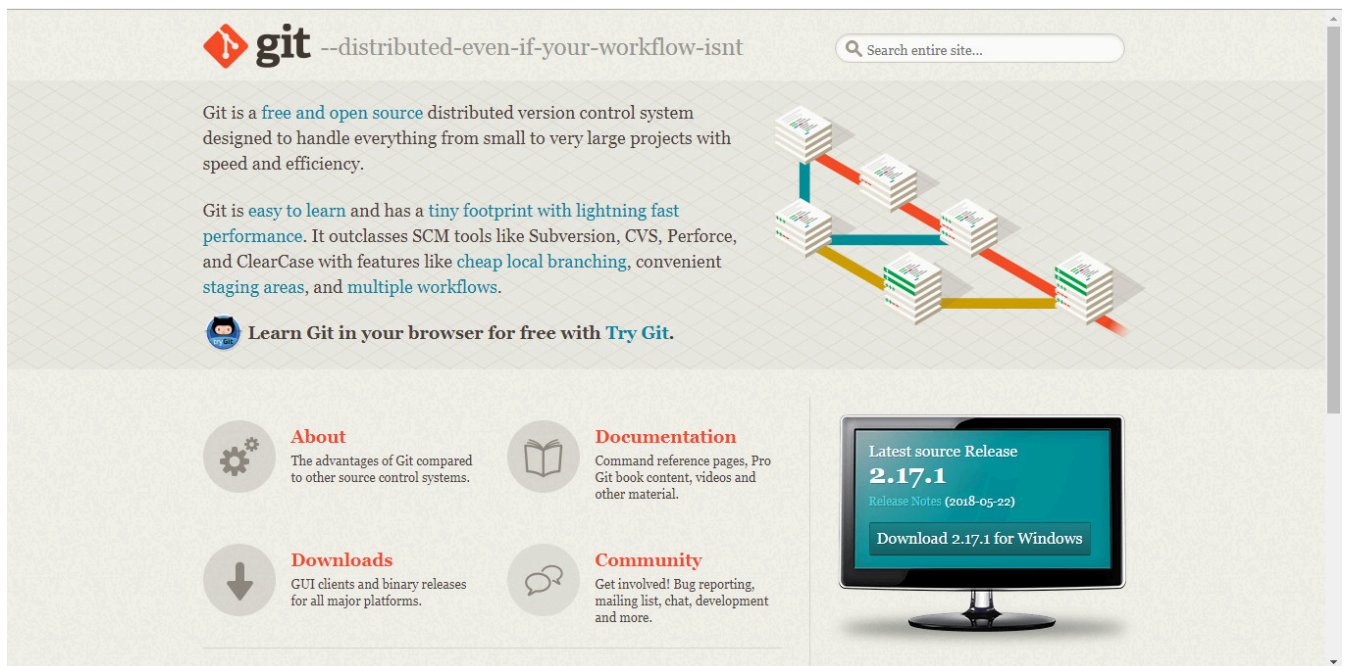 git --distributed-even-if-your-workflow-isnt
Search entire site...
Git is a free and open source distributed version control system
designed to handle everything from small to very large projects with
speed and efficiency.
Git is easy to learn and has a tiny footprint with lightning fast
performance. It outclasses SCM tools like Subversion, CVS, Perforce,
and ClearCase with features like cheap local branching, convenient
staging areas, and multiple workflows.
try Git
Learn Git in your browser for free with Try Git.
About
The advantages of Git compared
to other source control systems.
Documentation
Command reference pages, Pro
Git book content, videos and
other material.
Downloads
GUI clients and binary releases
for all major platforms.
Community
Get involved! Bug reporting,
mailing list, chat, development
and more.
Latest source Release
2.17.1
Release Notes (2018-05-22)
Download 2.17.1 for Windows